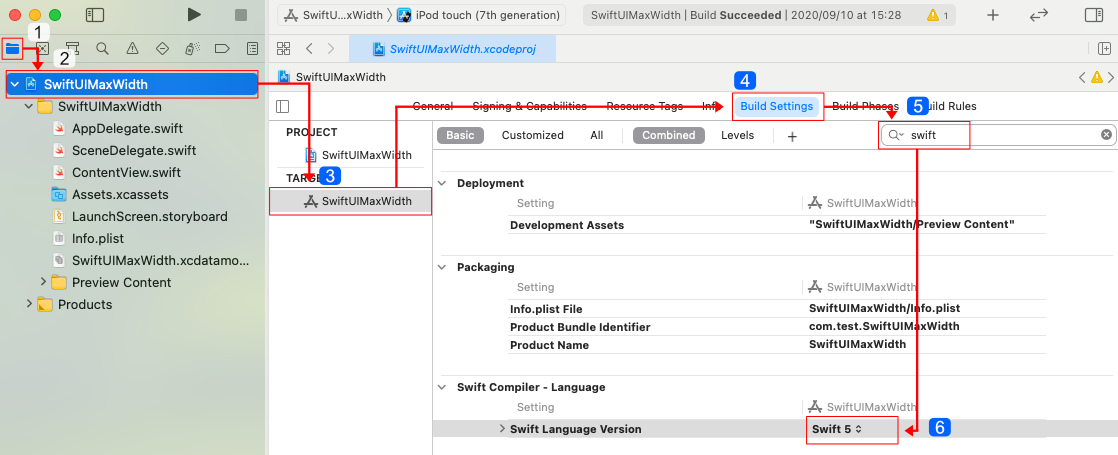 SwiftU...xWidth
iPod touch (7th generation)
SwiftUIMaxWidth | Build Succeeded | 2020/09/10 at 15:28
1
1
2
SwiftUIMaxWidth.xcodeproj
SwiftUIMaxWidth
SwiftUIMaxWidth
SwiftUIMaxWidth
AppDelegate.swift
SceneDelegate.swift
ContentView.swift
Assets.xcassets
LaunchScreen.storyboard
Info.plist
SwiftUIMaxWidth.xcdatamo...
Preview Content
Products
4
5
General
Signing & Capabilities
Resource Tags
Info
Build Settings
Build Phases
Build Rules
PROJECT
SwiftUIMaxWidth
TARGE
3
SwiftUIMaxWidth
Basic
Customized
All
Combined
Levels
+
swift
Deployment
Setting
SwiftUIMaxWidth
Development Assets
"SwiftUIMaxWidth/Preview Content"
Packaging
Setting
SwiftUIMaxWidth
Info.plist File
SwiftUIMaxWidth/Info.plist
Product Bundle Identifier
com.test.SwiftUIMaxWidth
Product Name
SwiftUIMaxWidth
Swift Compiler - Language
Setting
SwiftUIMaxWidth
Swift Language Version
Swift 5
6